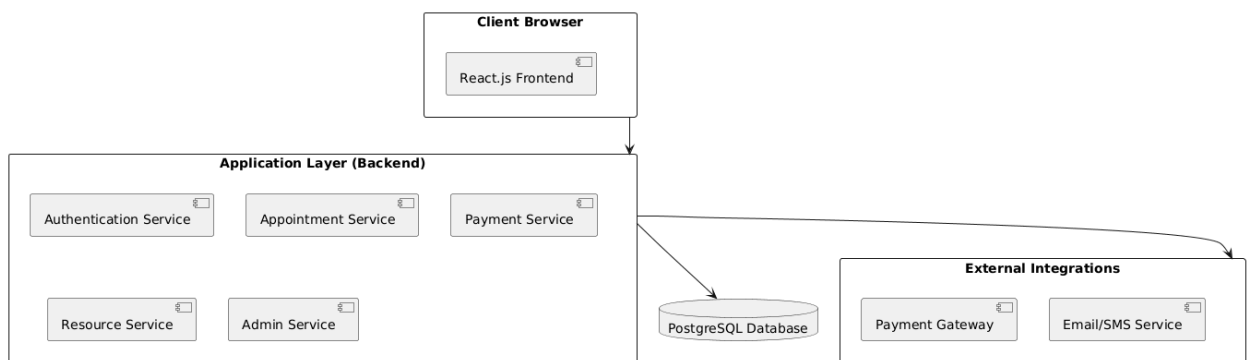 Client Browser
React.js Frontend
Application Layer (Backend)
Authentication Service
Appointment Service
Payment Service
Resource Service
Admin Service
PostgreSQL Database
External Integrations
Payment Gateway
Email/SMS Service